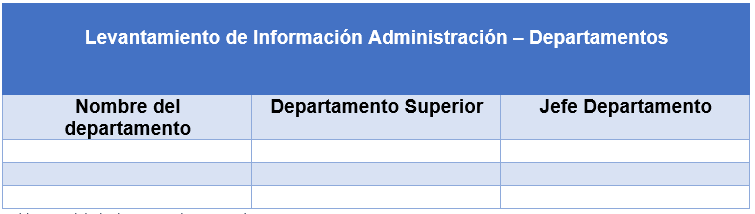 Levantamiento de Información Administración – Departamentos
Nombre del
departamento
Departamento Superior
Jefe Departamento